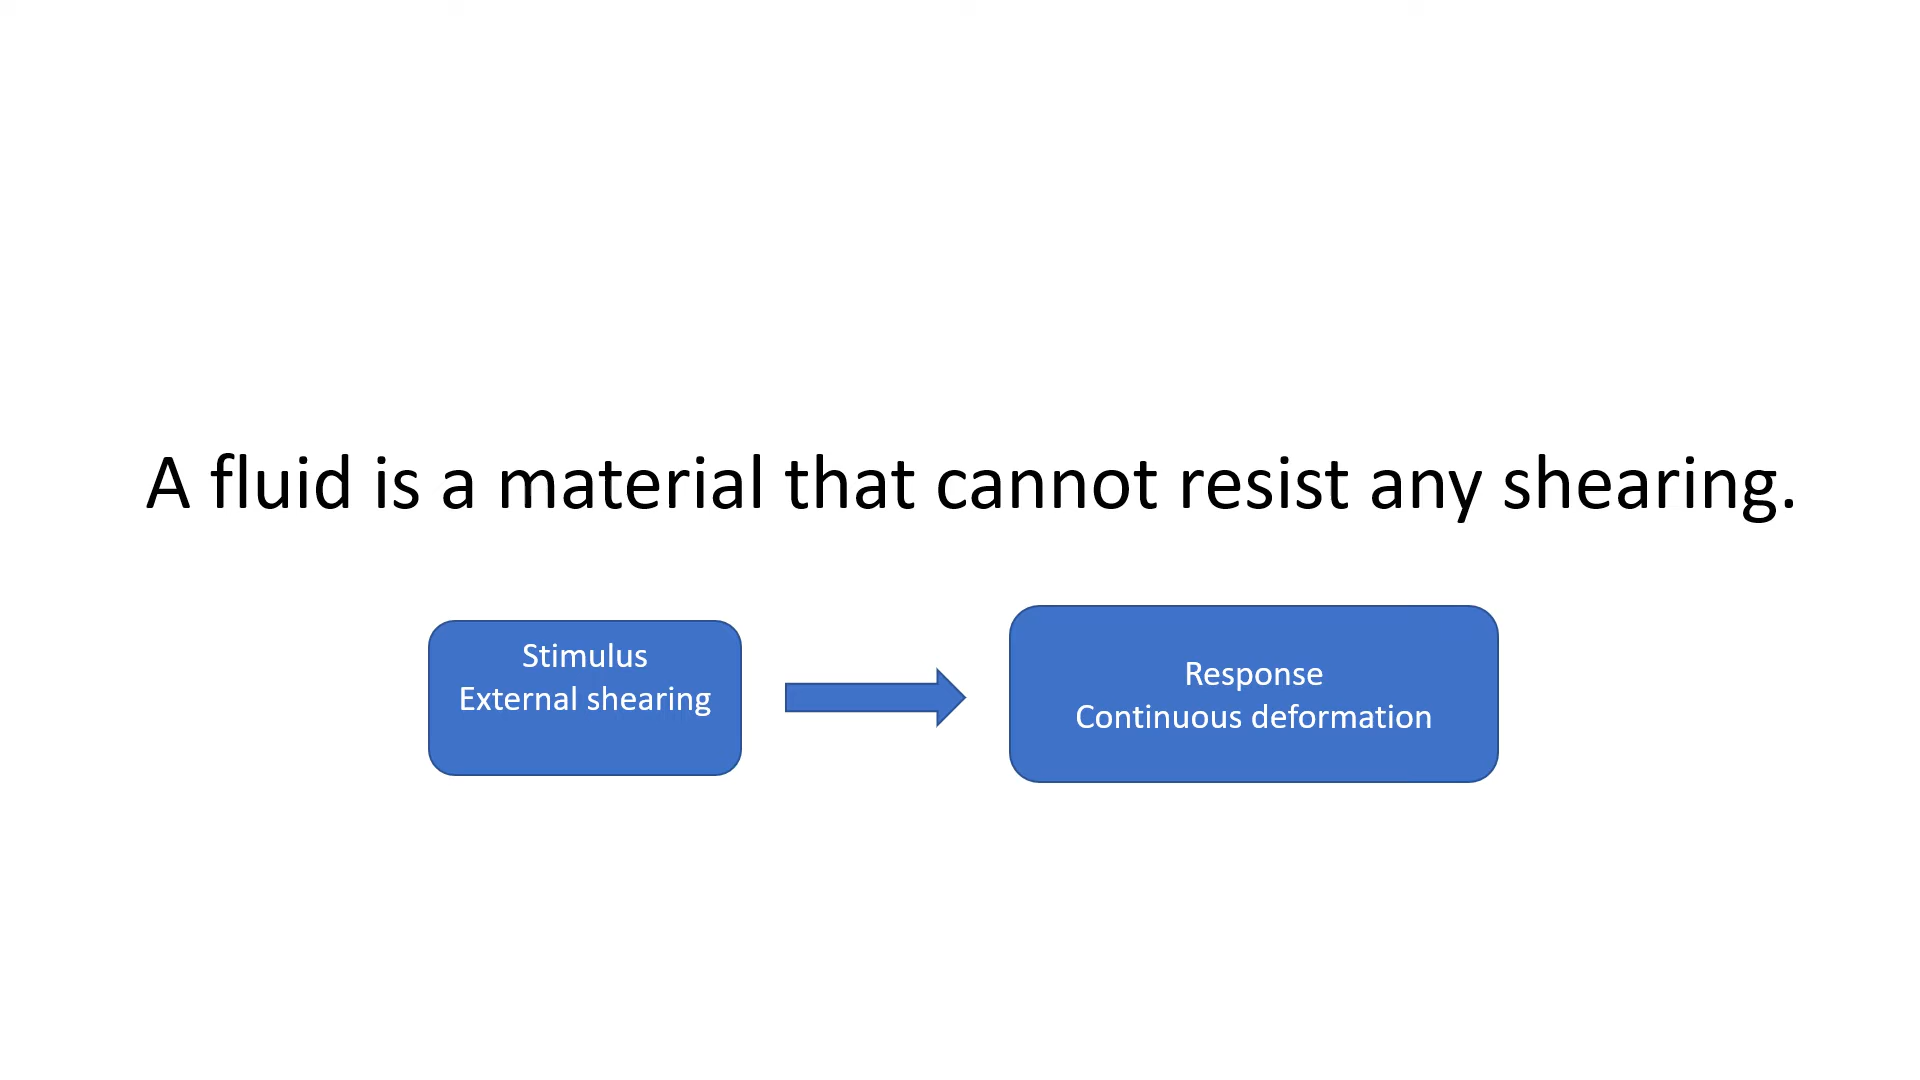 A fluid is a material that cannot resist any shearing.
Stimulus
External shearing
Response
Continuous deformation